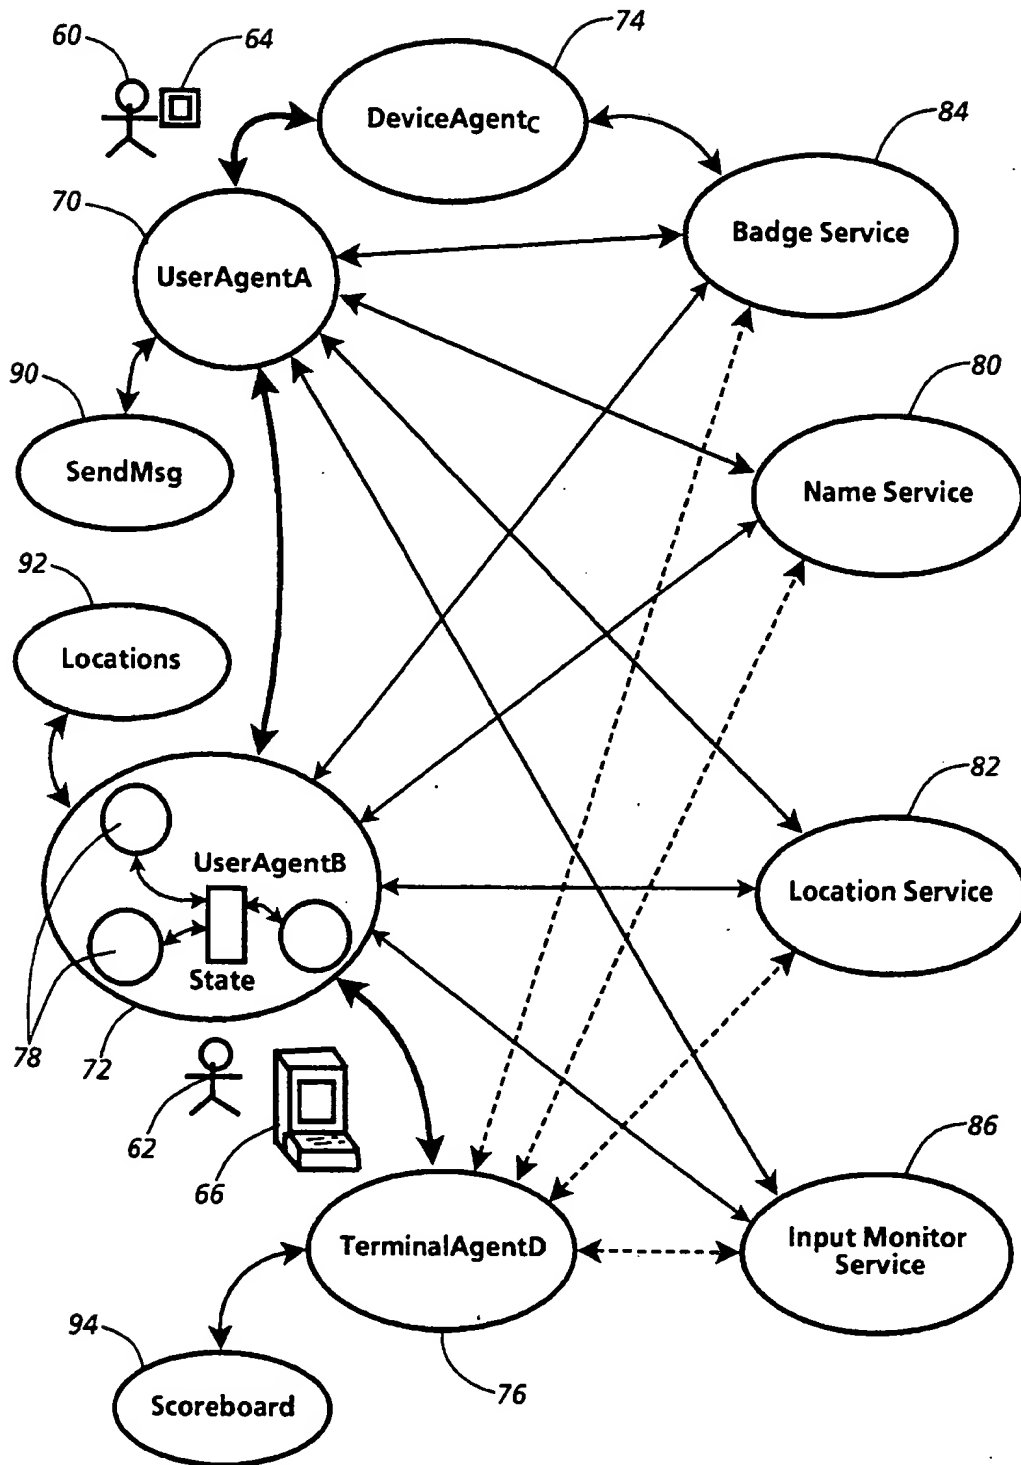 60
64
74
DeviceAgentC
84
70
UserAgentA
Badge Service
90
80
SendMsg
Name Service
92
Locations
82
UserAgentB
Location Service
State
78
72
62
66
86
TerminalAgentD
Input Monitor
Service
94
76
Scoreboard